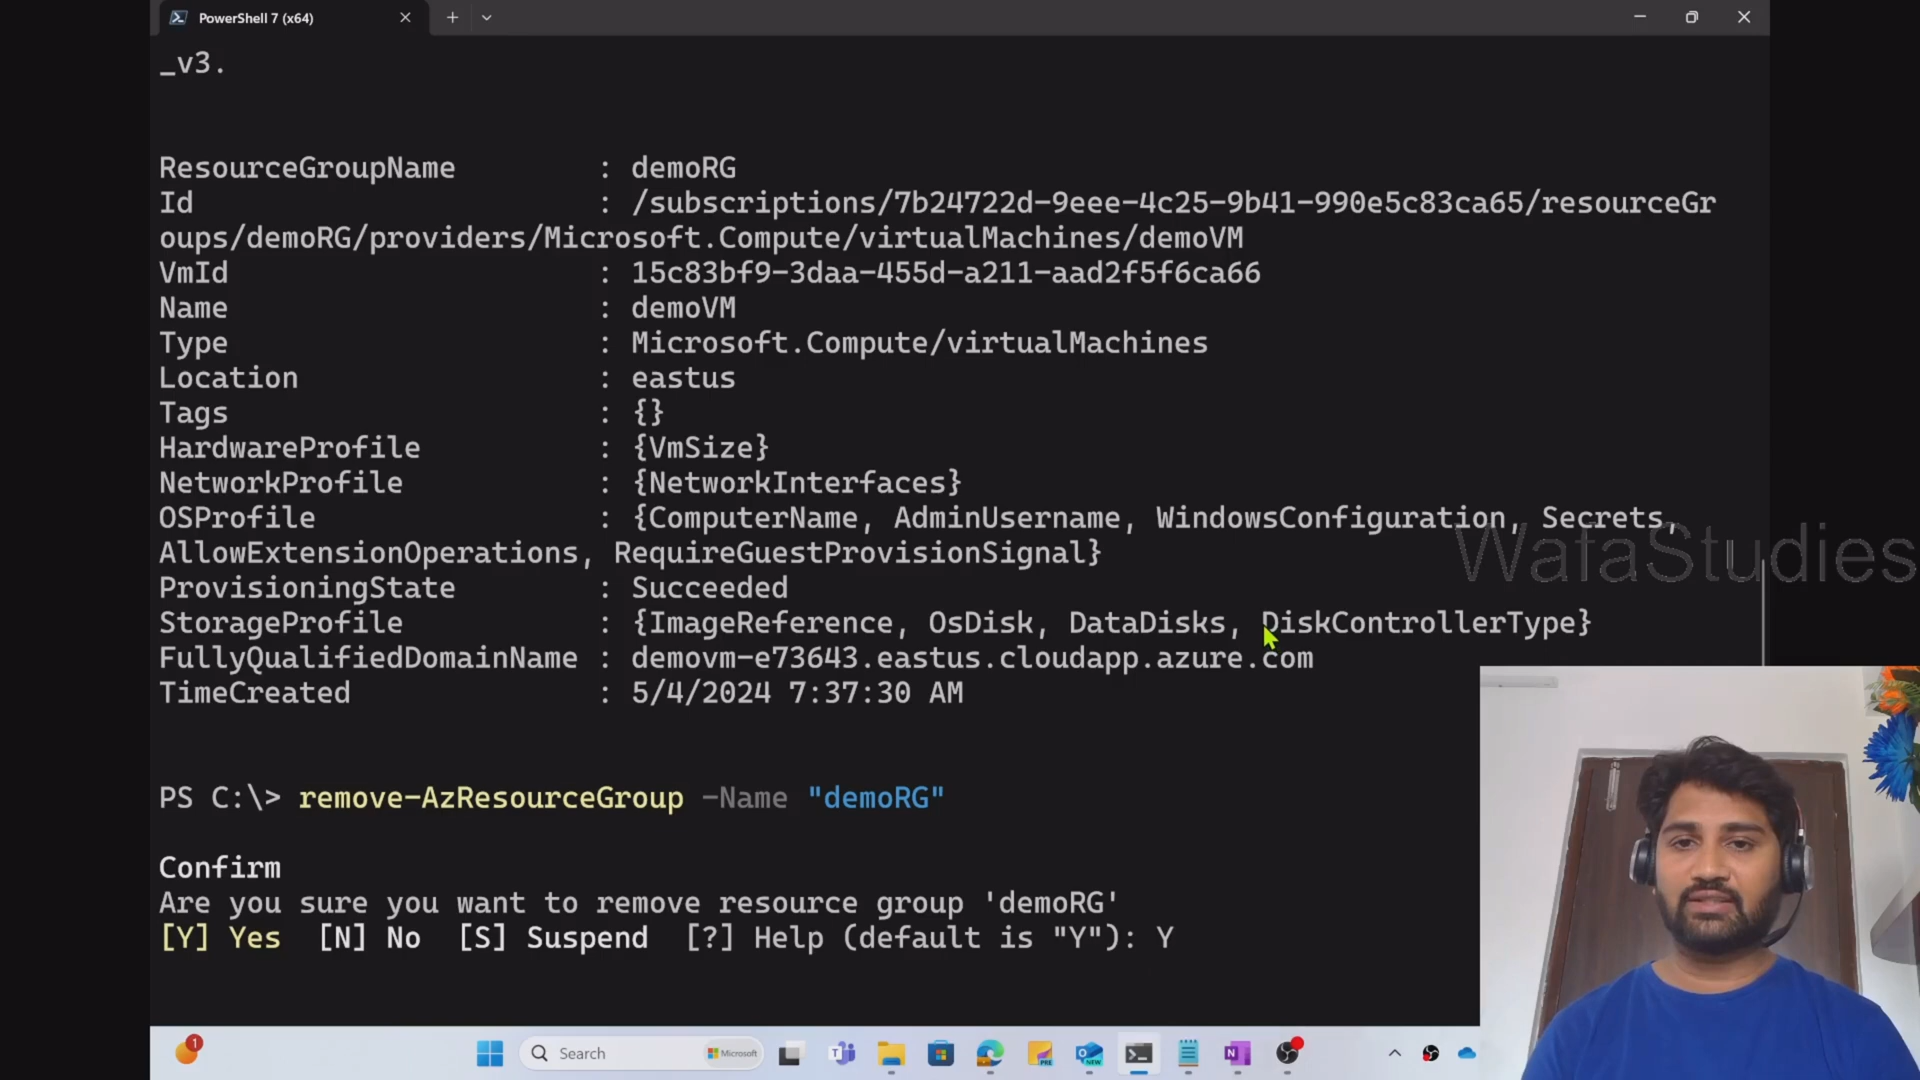 PowerShell 7 (x64)
_v3.
ResourceGroupName : demoRG
Id : /subscriptions/7b24722d-9eee-4c25-9b41-990e5c83ca65/resourceGr
oups/demoRG/providers/Microsoft.Compute/virtualMachines/demoVM
VmId : 15c83bf9-3daa-455d-a211-aad2f5f6ca66
Name : demoVM
Type : Microsoft.Compute/virtualMachines
Location : eastus
Tags : {}
HardwareProfile : {VmSize}
NetworkProfile : {NetworkInterfaces}
OSProfile : {ComputerName, AdminUsername, WindowsConfiguration, Secrets,
AllowExtensionOperations, RequireGuestProvisionSignal}
WafaStudies
ProvisioningState : Succeeded
StorageProfile : {ImageReference, OsDisk, DataDisks, DiskControllerType}
FullyQualifiedDomainName : demovm-e73643.eastus.cloudapp.azure.com
TimeCreated : 5/4/2024 7:37:30 AM
PS C:\> remove-AzResourceGroup -Name "demoRG"
Confirm
Are you sure you want to remove resource group 'demoRG'
[Y] Yes [N] No [S] Suspend [?] Help (default is "Y"): Y
1
Search
Microsoft
PRE
NEW